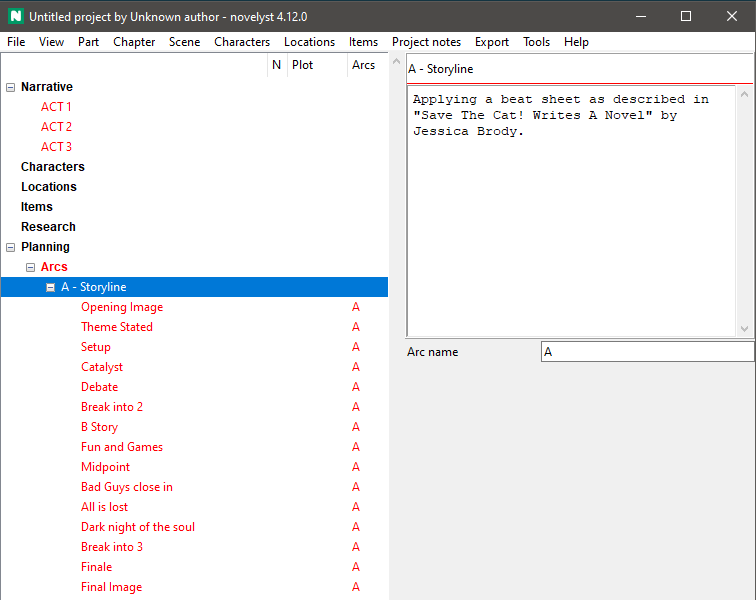 N Untitled project by Unknown author - novelyst 4.12.0
File View Part Chapter Scene Characters Locations Items Project notes Export Tools Help
N Plot Arcs
Narrative
ACT 1
ACT 2
ACT 3
Characters
Locations
Items
Research
Planning
Arcs
A - Storyline
Opening Image A
Theme Stated A
Setup A
Catalyst A
Debate A
Break into 2 A
B Story A
Fun and Games A
Midpoint A
Bad Guys close in A
All is lost A
Dark night of the soul A
Break into 3 A
Finale A
Final Image A
A - Storyline
Applying a beat sheet as described in
"Save The Cat! Writes A Novel" by
Jessica Brody.
Arc name A